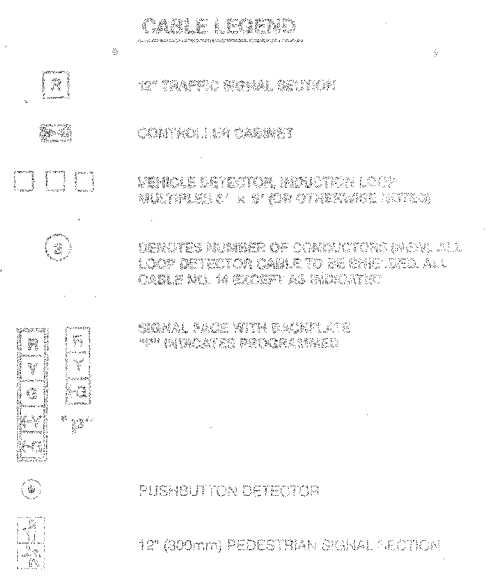 CABLE LEGEND
R
12" TRAFFIC SIGNAL SECTION
CONTROLLER CABINET
VEHICLE DETECTOR, INDUCTION LOOP
MULTIPLES 6' x 6' (OR OTHERWISE NOTED)
DENOTES NUMBER OF CONDUCTORS (NEW). ALL
LOOP DETECTOR CABLE TO BE SHIELDED. ALL
CABLE NO. 14 (EXCEPT AS INDICATED
SIGNAL FACE WITH BACKPLATE
"P" INDICATES PROGRAMMED
R
Y
G
R
Y
G
"P"
PUSHBUTTON DETECTOR
12" (300mm) PEDESTRIAN SIGNAL SECTION